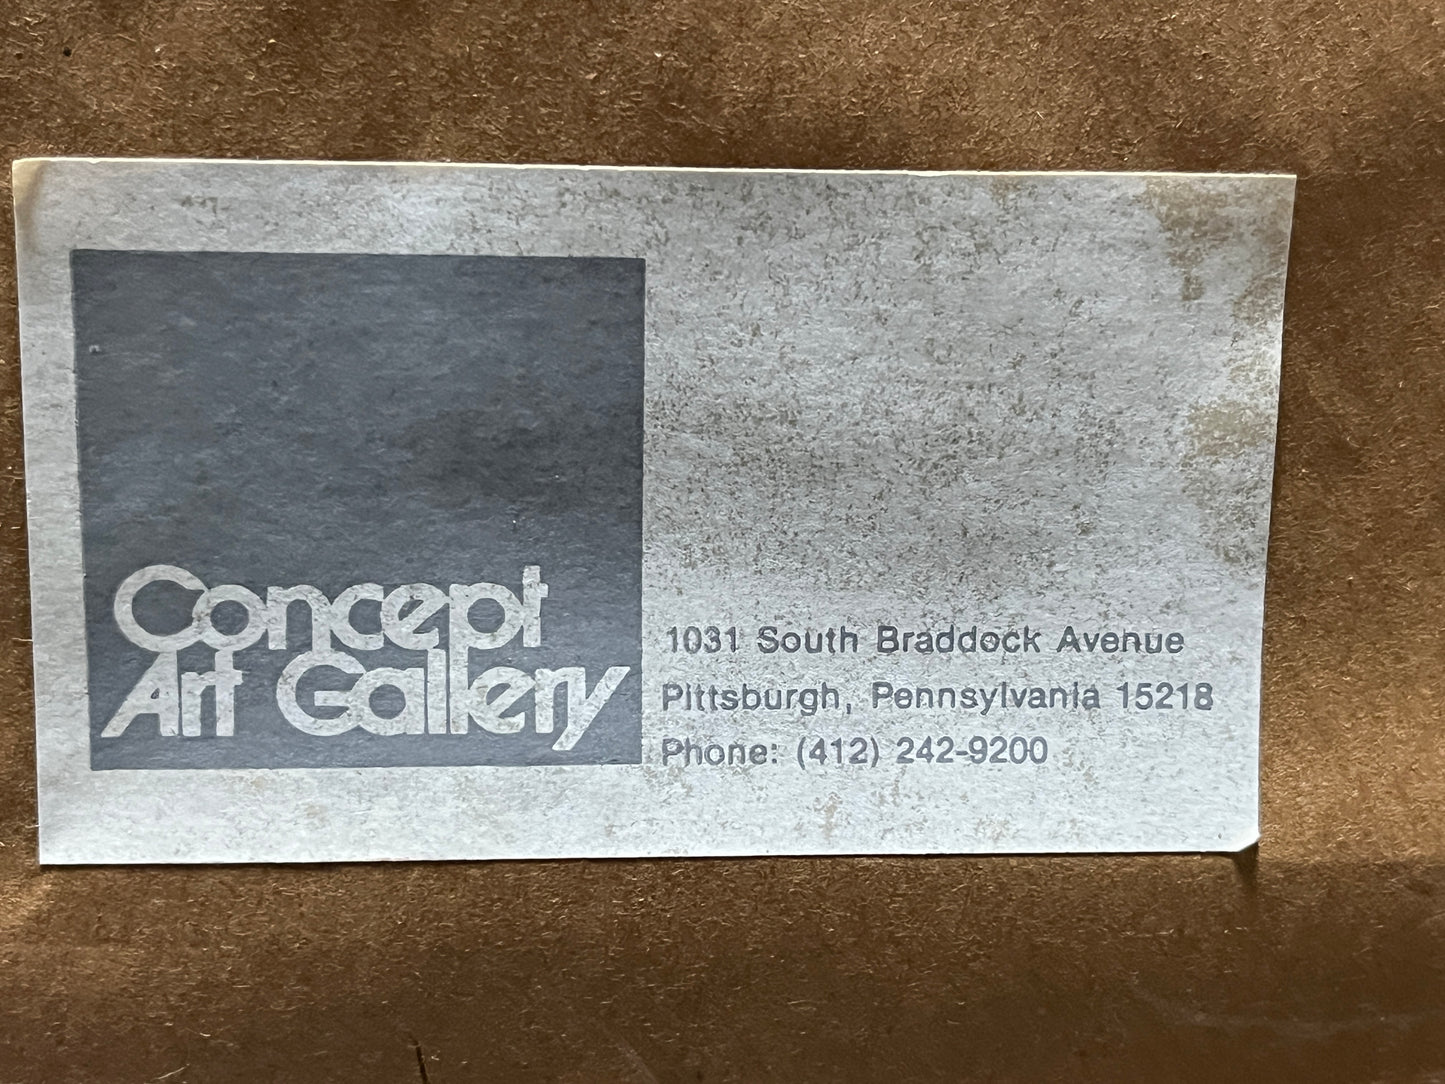 Concept
Art Gallery
1031 South Braddock Avenue
Pittsburgh, Pennsylvania 15218
Phone: (412) 242-9200